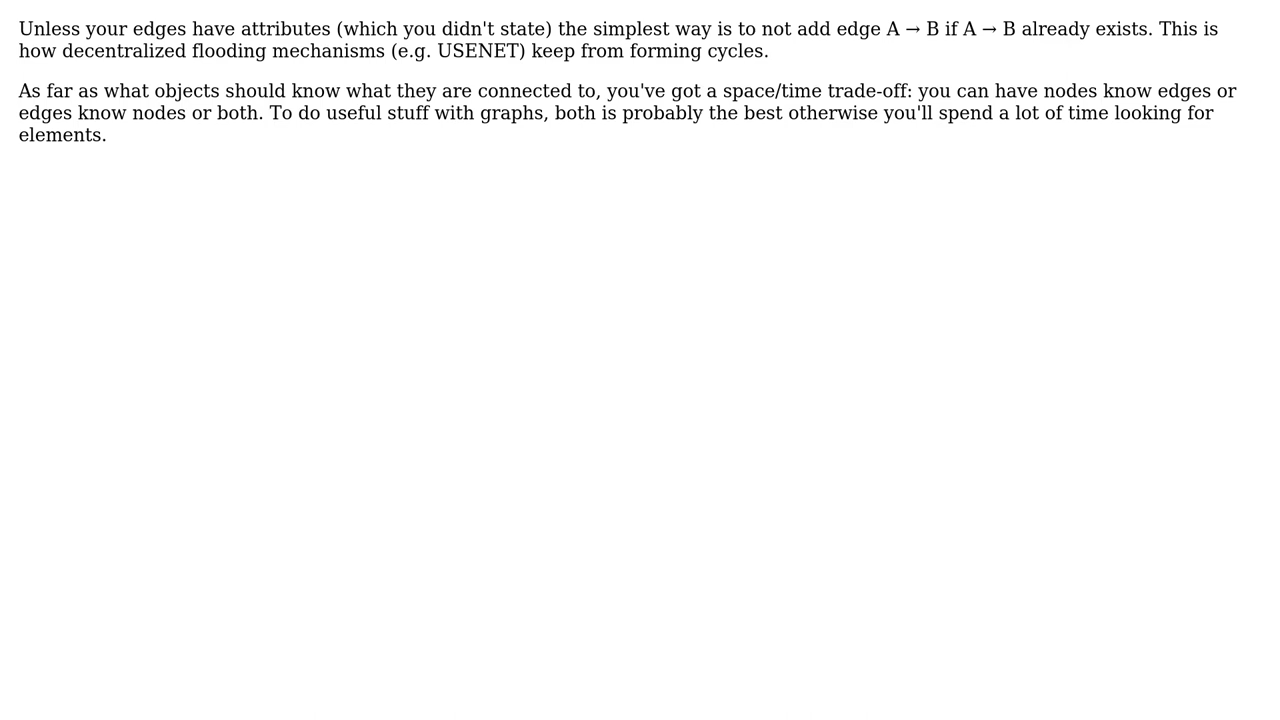 Unless your edges have attributes (which you didn't state) the simplest way is to not add edge A → B if A → B already exists. This is
how decentralized flooding mechanisms (e.g. USENET) keep from forming cycles.
As far as what objects should know what they are connected to, you've got a space/time trade-off: you can have nodes know edges or
edges know nodes or both. To do useful stuff with graphs, both is probably the best otherwise you'll spend a lot of time looking for
elements.